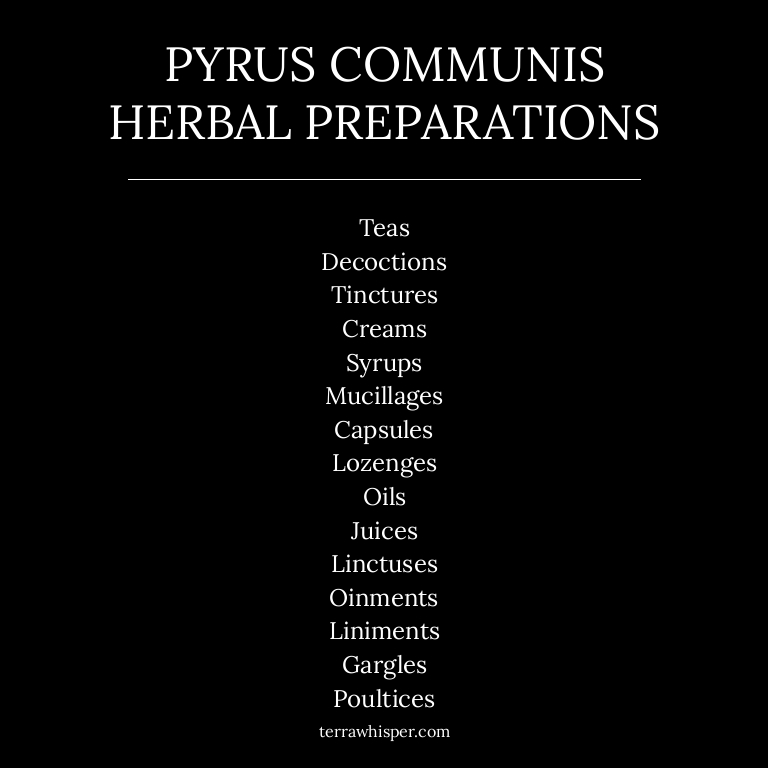 PYRUS COMMUNIS
HERBAL PREPARATIONS
Teas
Decoctions
Tinctures
Creams
Syrups
Mucillages
Capsules
Lozenges
Oils
Juices
Linctuses
Oinments
Liniments
Gargles
Poultices
terrawhisper.com